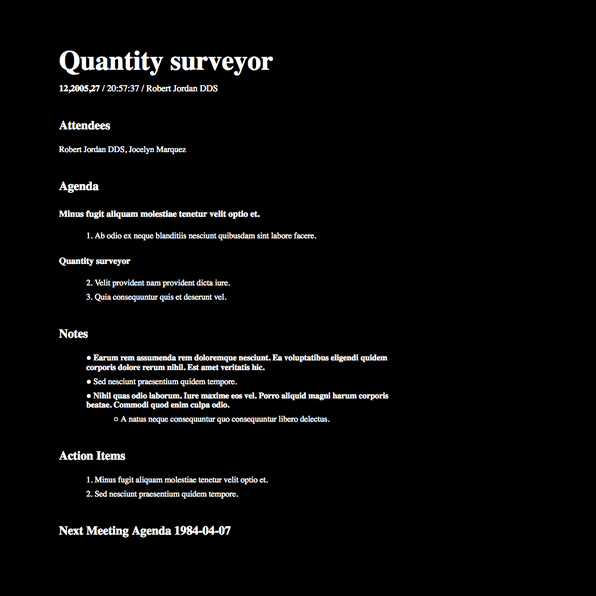 Quantity surveyor
12,2005,27 / 20:57:37 / Robert Jordan DDS
Attendees
Robert Jordan DDS, Jocelyn Marquez
Agenda
Minus fugit aliquam molestiae tenetur velit optio et.
1. Ab odio ex neque blanditiis nesciunt quibusdam sint labore facere.
Quantity surveyor
2. Velit provident nam provident dicta iure.
3. Quia consequuntur quis et deserunt vel.
Notes
● Earum rem assumenda rem doloremque nesciunt. Ea voluptatibus eligendi quidem
corporis dolore rerum nihil. Est amet veritatis hic.
● Sed nesciunt praesentium quidem tempore.
● Nihil quas odio laborum. Iure maxime eos vel. Porro aliquid magni harum corporis
beatae. Commodi quod enim culpa odio.
○ A natus neque consequuntur quo consequuntur libero delectus.
Action Items
1. Minus fugit aliquam molestiae tenetur velit optio et.
2. Sed nesciunt praesentium quidem tempore.
Next Meeting Agenda 1984-04-07